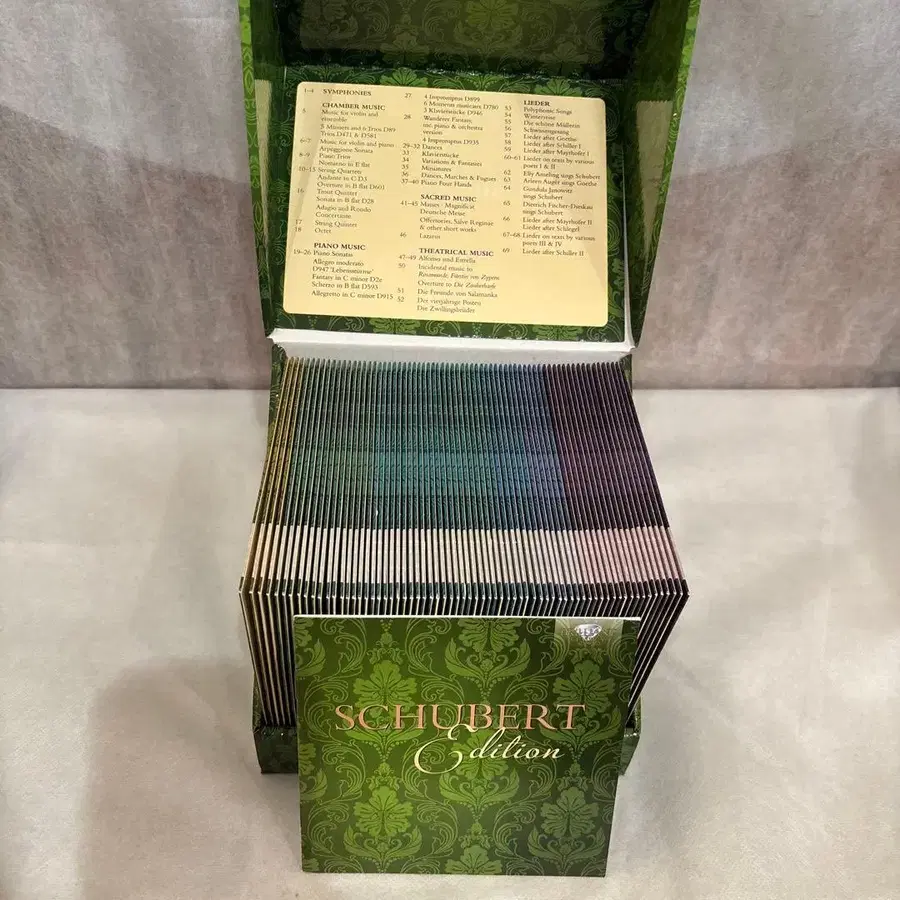 1–4 SYMPHONIES
CHAMBER MUSIC
5 Music for violin and
ensemble
5 Minuets and 6 Trios D89
Trios D471 & D581
6–7 Music for violin and piano
Arpeggione Sonata
8–9 Piano Trios
Notturno in E flat
10–15 String Quartets
Andante in C D3
Overture in B flat D601
16 Trout Quintet
Sonata in B flat D28
Adagio and Rondo
Concertante
17 String Quintet
18 Octet
PIANO MUSIC
19–26 Piano Sonatas
Allegro moderato
D947 'Lebensstürme'
Fantasy in C minor D2e
Scherzo in B flat D593
Allegretto in C minor D915
27 4 Impromptus D899
6 Moments musicaux D780
3 Klavierstücke D946
28 Wanderer Fantasy,
inc. piano & orchestra
version
4 Impromptus D935
29–32 Dances
33 Klavierstücke
34 Variations & Fantasies
35 Miniatures
36 Dances, Marches & Fugues
37–40 Piano Four Hands
SACRED MUSIC
41–45 Masses · Magnificat
Deutsche Messe
Offertories, Salve Reginae
& other short works
46 Lazarus
THEATRICAL MUSIC
47–49 Alfonso und Estrella
50 Incidental music to
Rosamunde, Fürstin von Zypern
Overture to Die Zauberharfe
51 Die Freunde von Salamanka
52 Der vierjährige Posten
Die Zwillingsbrüder
LIEDER
53 Polyphonic Songs
54 Winterreise
55 Die schöne Müllerin
56 Schwanengesang
57 Lieder after Goethe
58 Lieder after Schiller I
59 Lieder after Mayrhofer I
60–61 Lieder on texts by various
poets I & II
62 Elly Ameling sings Schubert
63 Arleen Auger sings Goethe
64 Gundula Janowitz
sings Schubert
65 Dietrich Fischer-Dieskau
sings Schubert
66 Lieder after Mayrhofer II
Lieder after Schlegel
67–68 Lieder on texts by various
poets III & IV
69 Lieder after Schiller II
SCHUBERT
Edition